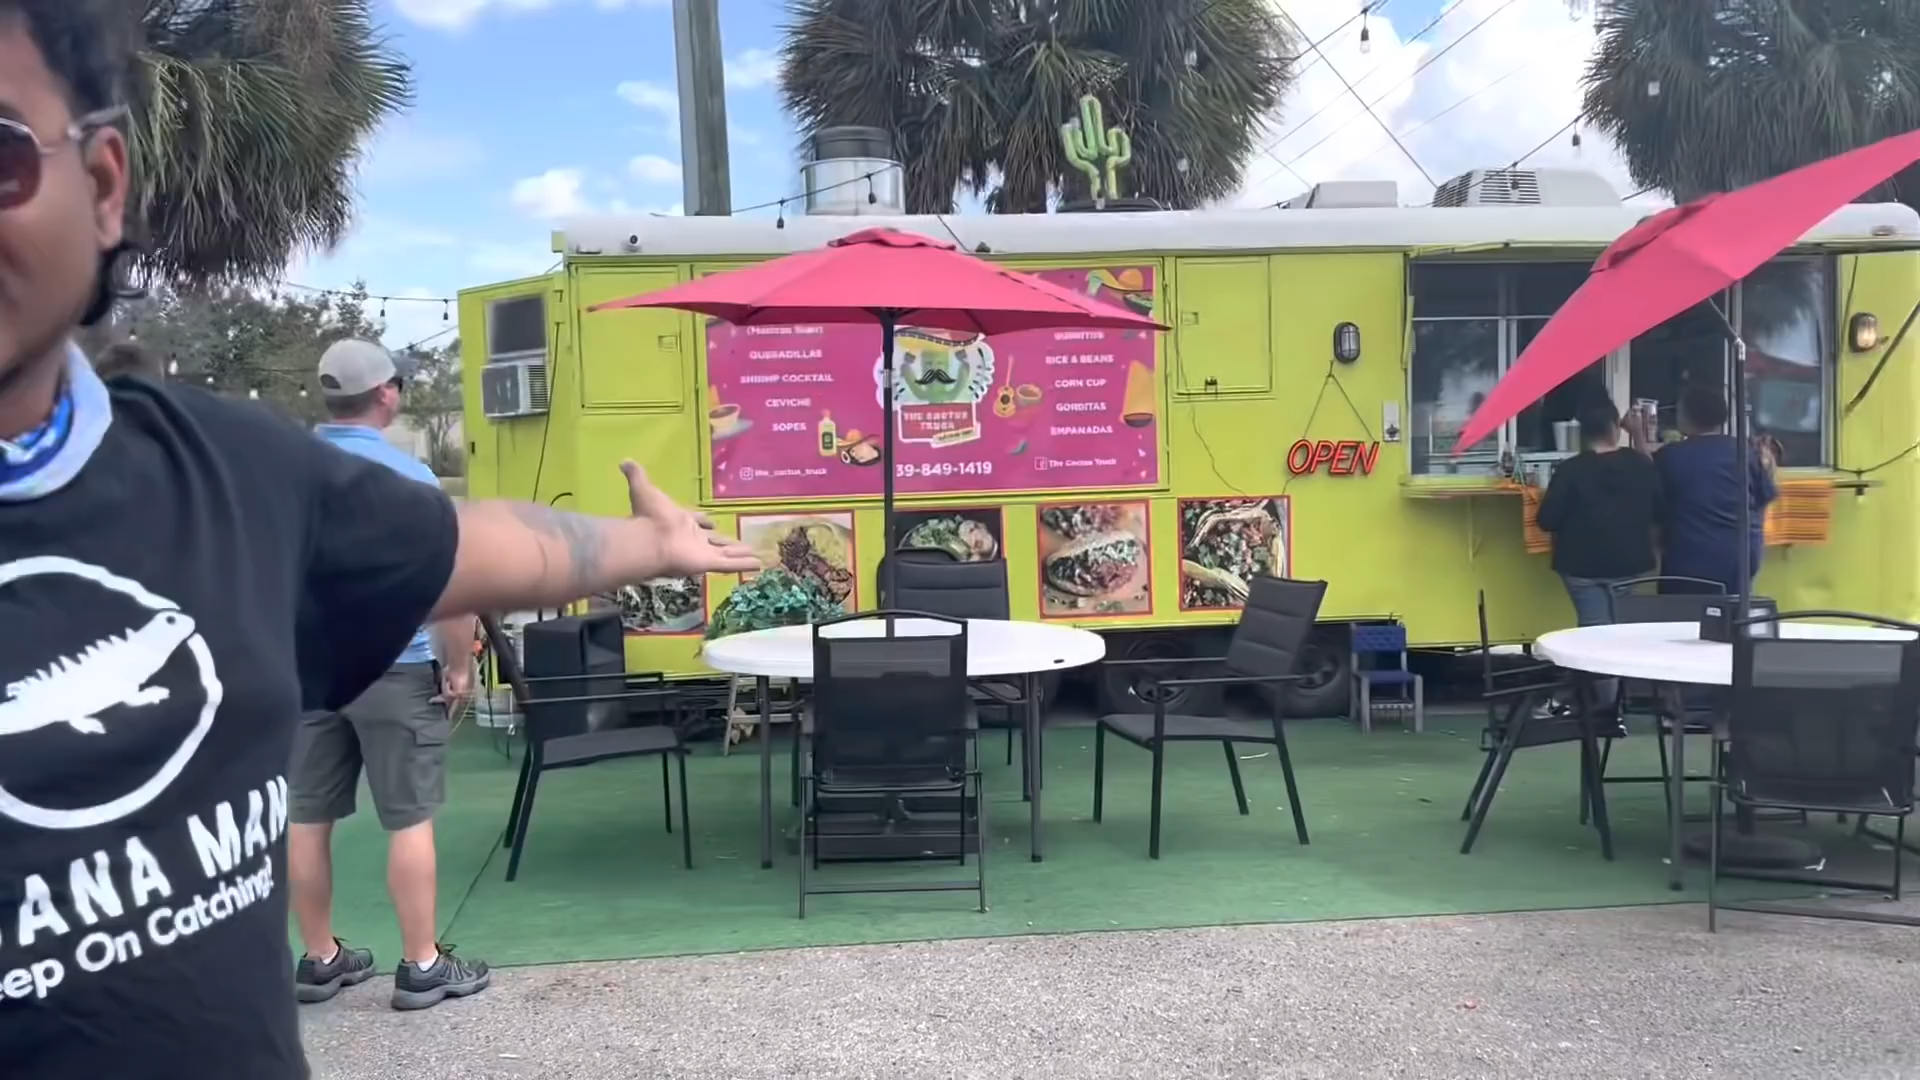 (Mexican Sushi)
QUESADILLAS
SHRIMP COCKTAIL
CEVICHE
SOPES
the_cactus_truck
THE CACTUS
TRUCK
39-849-1419
BURRITOS
RICE & BEANS
CORN CUP
GORDITAS
EMPANADAS
The Cactus Truck
OPEN
ANA MAN
eep On Catching!